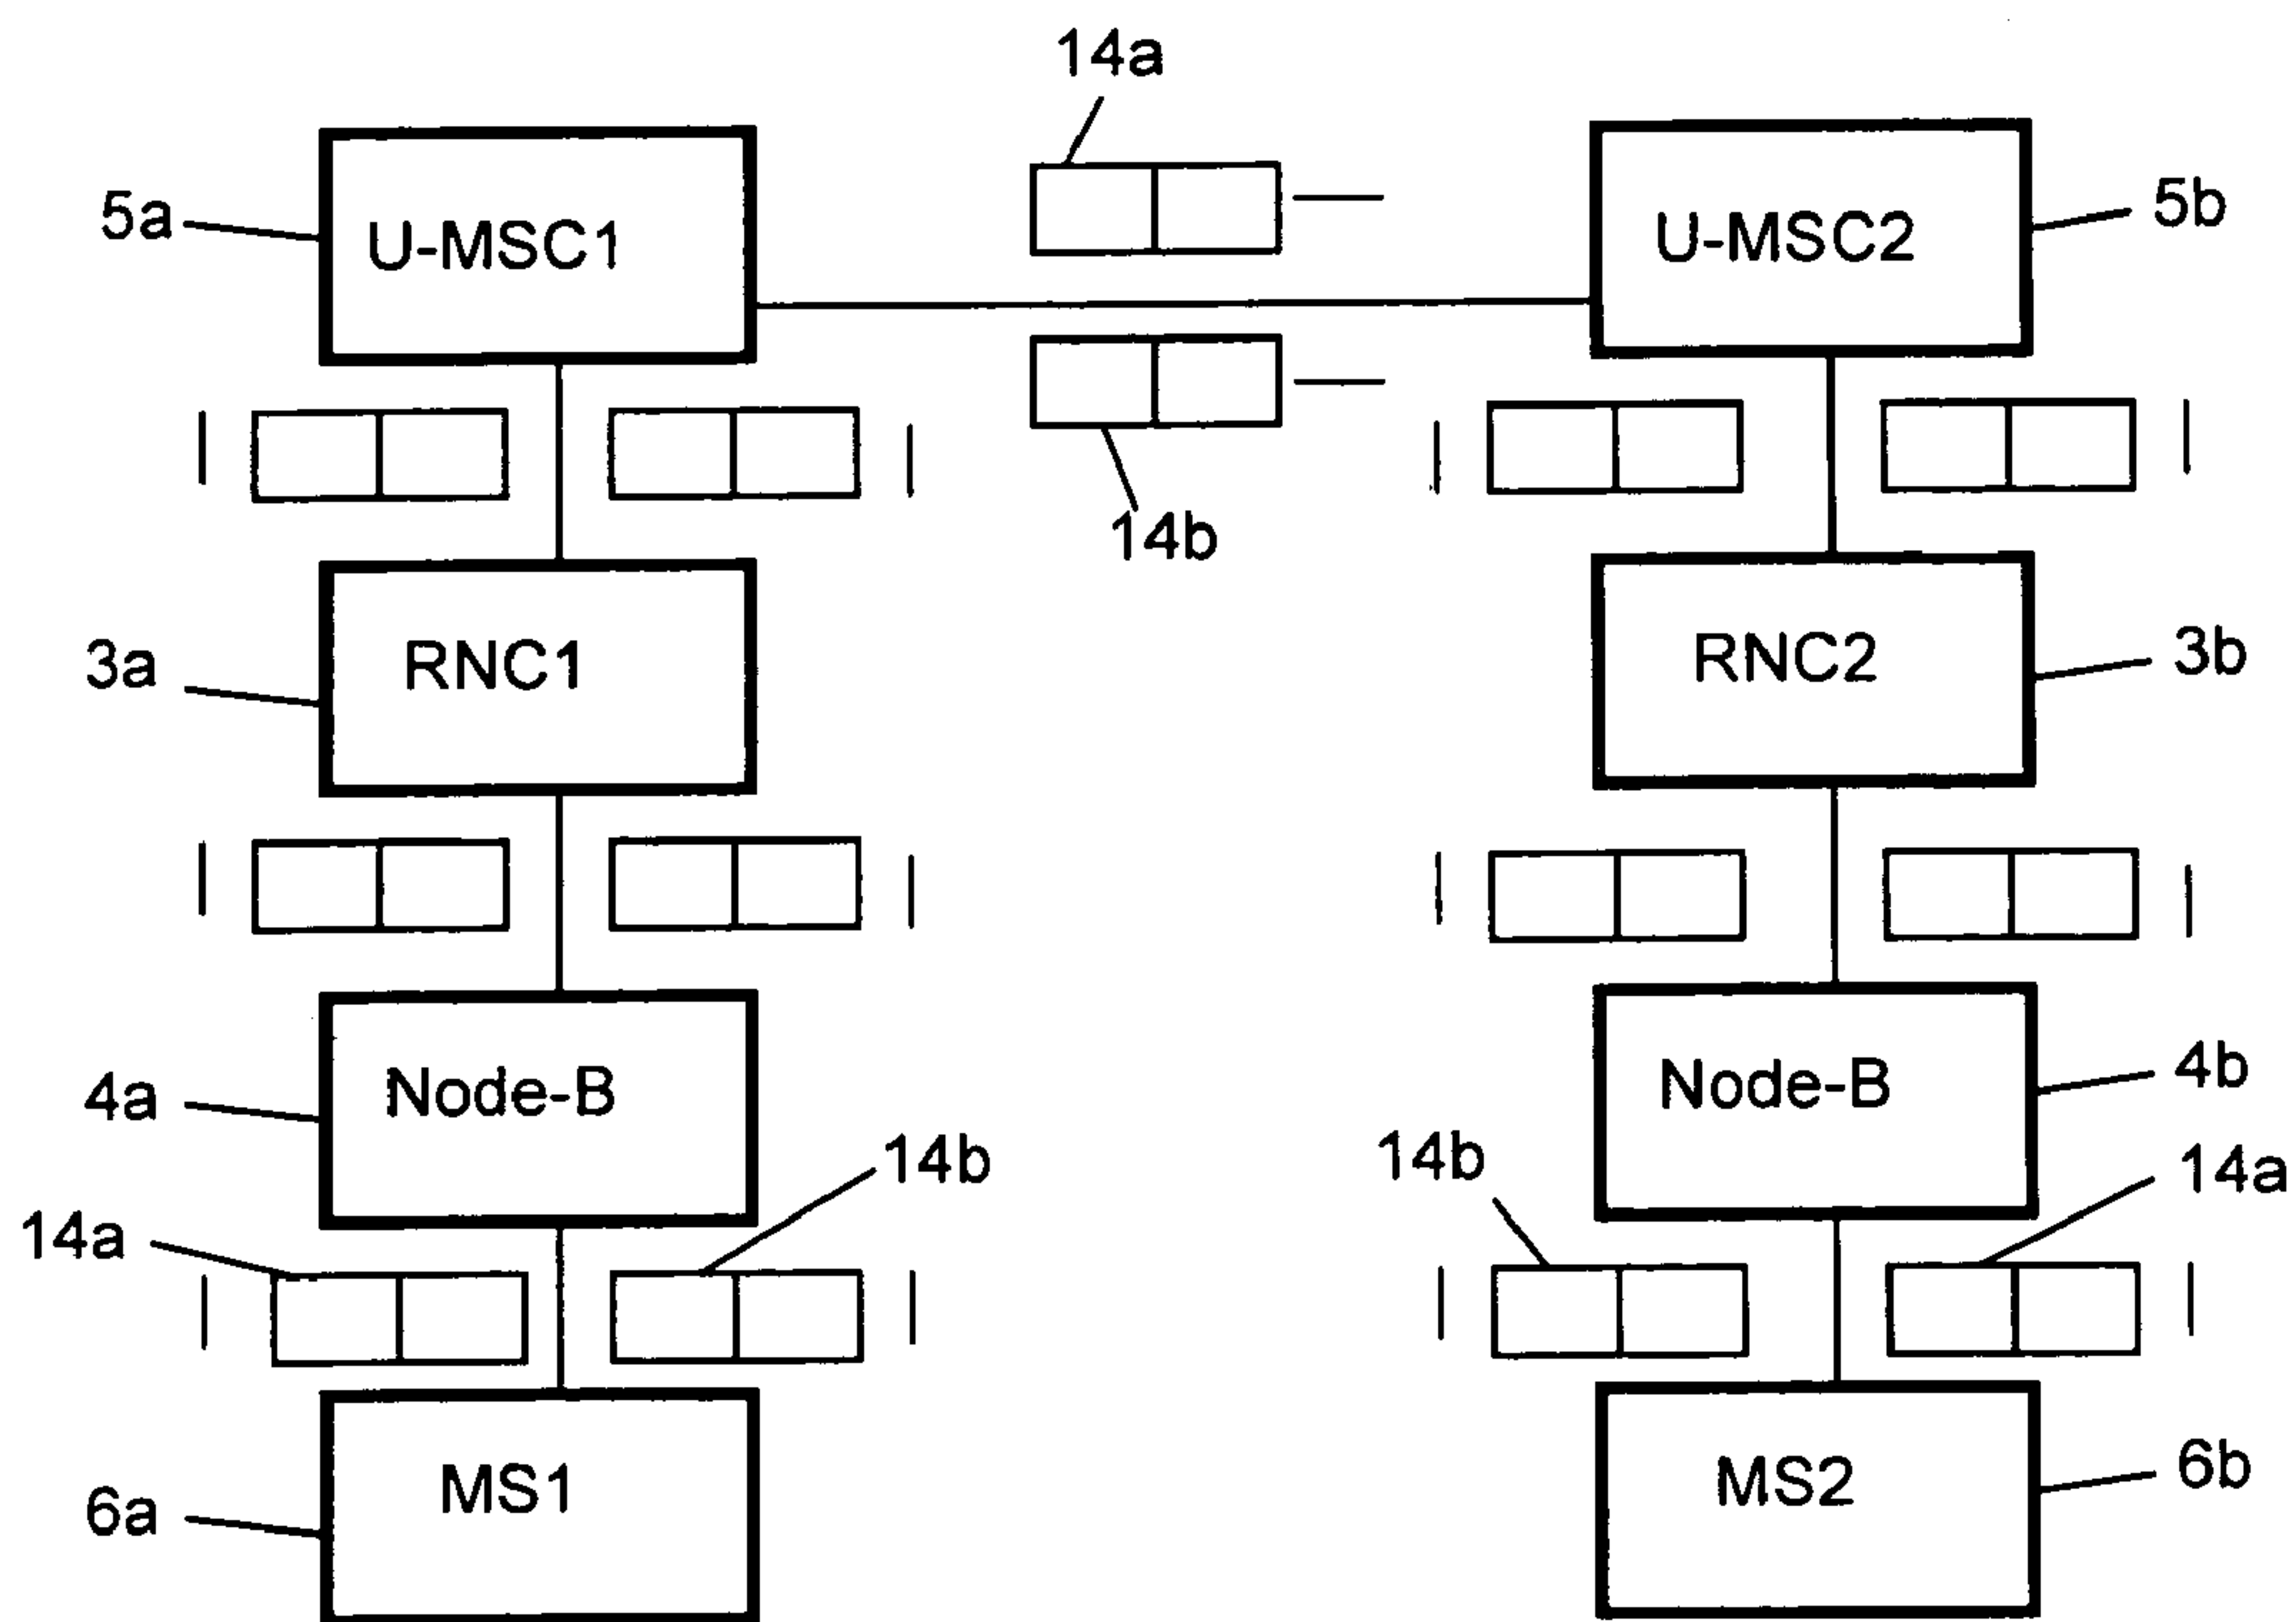 14a
5a
U-MSC1
U-MSC2
5b
14b
3a
RNC1
RNC2
3b
4a
Node-B
Node-B
4b
14a
14b
14b
14a
6a
MS1
MS2
6b